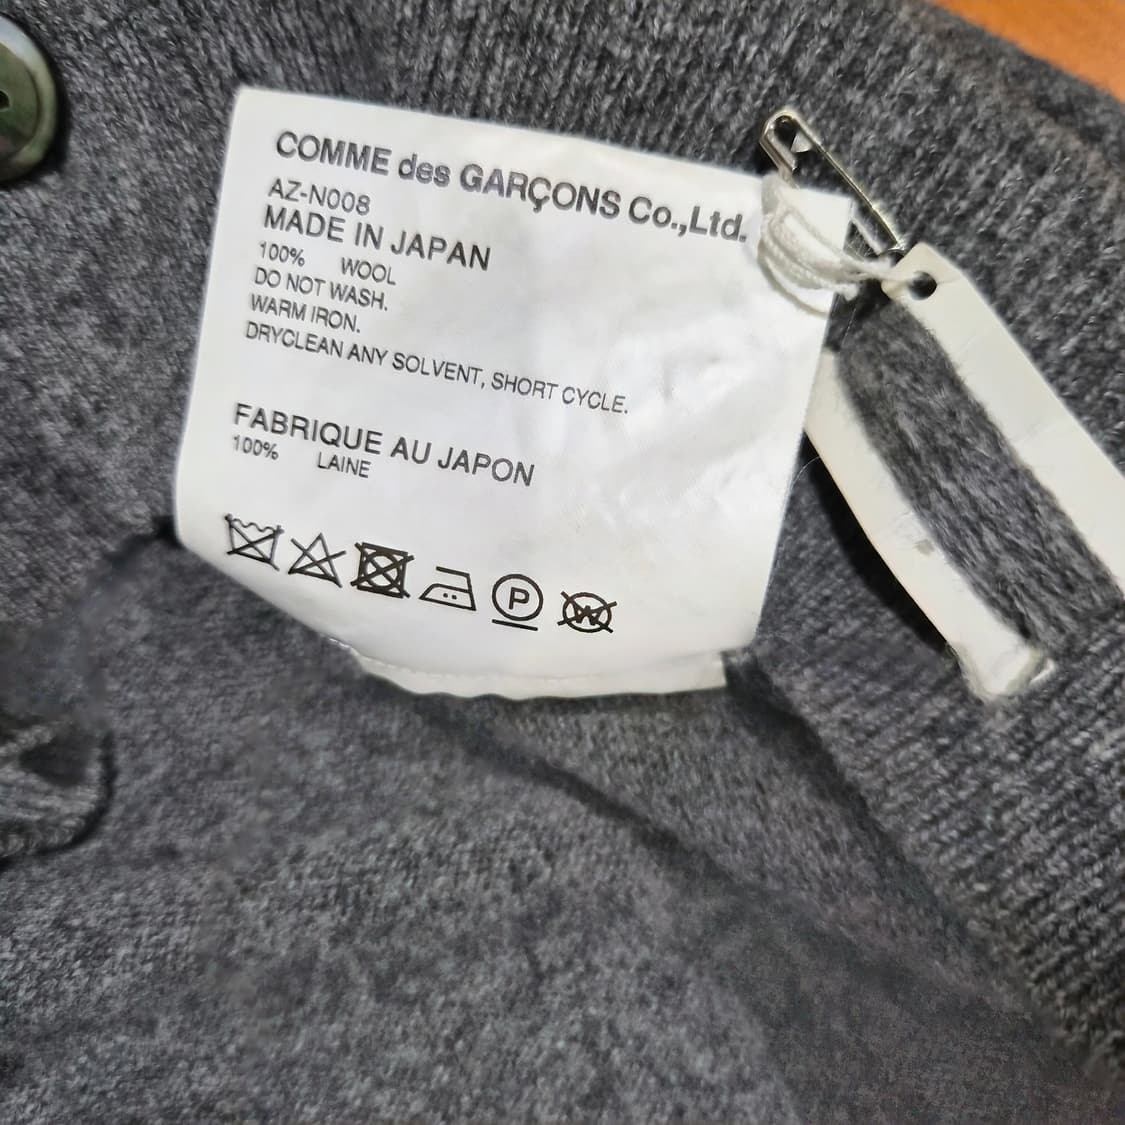 COMME des GARÇONS Co.,Ltd.
AZ-N008
MADE IN JAPAN
100% WOOL
DO NOT WASH.
WARM IRON.
DRYCLEAN ANY SOLVENT, SHORT CYCLE.
FABRIQUE AU JAPON
100% LAINE
P W